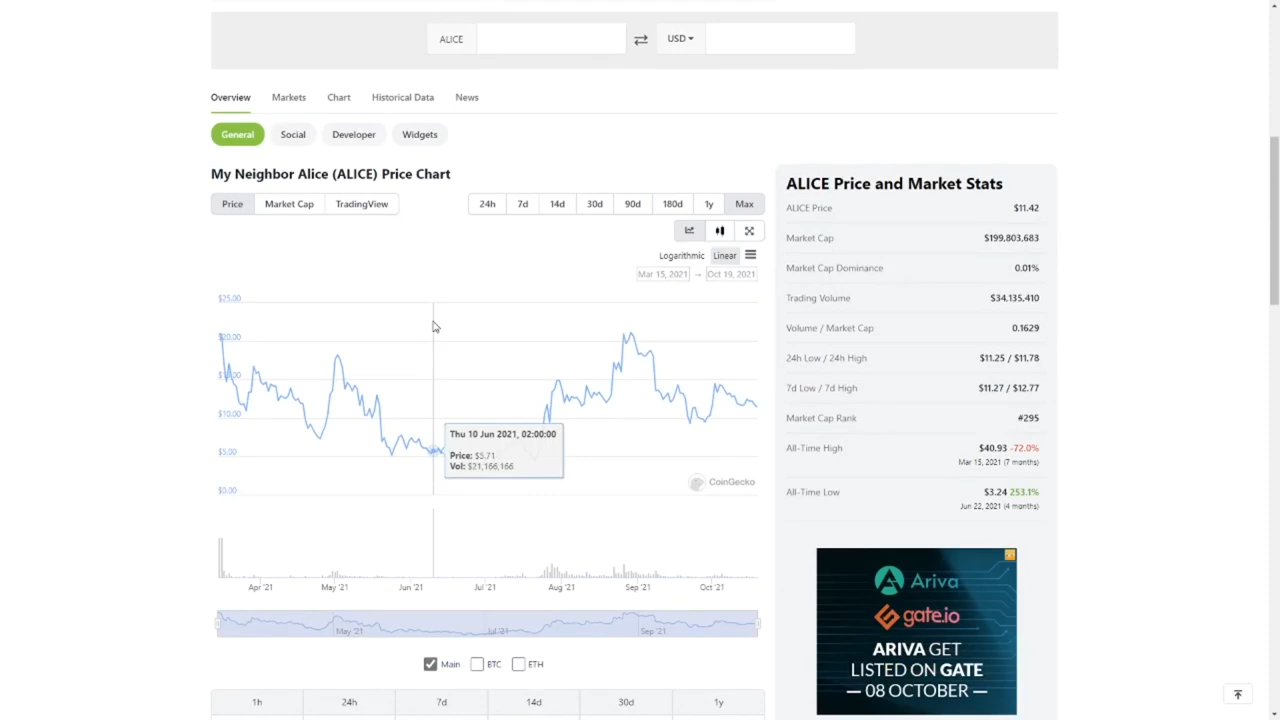 ALICE
USD
Overview Markets Chart Historical Data News
General Social Developer Widgets
My Neighbor Alice (ALICE) Price Chart
Price Market Cap TradingView 24h 7d 14d 30d 90d 180d 1y Max
Logarithmic Linear
Mar 15, 2021 → Oct 19, 2021
$25.00
$20.00
$10.00
$5.00
$0.00
Thu 10 Jun 2021, 02:00:00
Price: $5.71
Vol: $21,166,166
CoinGecko
Apr '21 May '21 Jun '21 Jul '21 Aug '21 Sep '21 Oct '21
May '21 Jul '21 Sep '21
Main BTC ETH
1h 24h 7d 14d 30d 1y
ALICE Price and Market Stats
ALICE Price $11.42
Market Cap $199,803,683
Market Cap Dominance 0.01%
Trading Volume $34,135,410
Volume / Market Cap 0.1629
24h Low / 24h High $11.25 / $11.78
7d Low / 7d High $11.27 / $12.77
Market Cap Rank #295
All-Time High $40.93 -72.0%
Mar 15, 2021 (7 months)
All-Time Low $3.24 253.1%
Jun 22, 2021 (4 months)
Ariva
gate.io
ARIVA GET
LISTED ON GATE
— 08 OCTOBER —